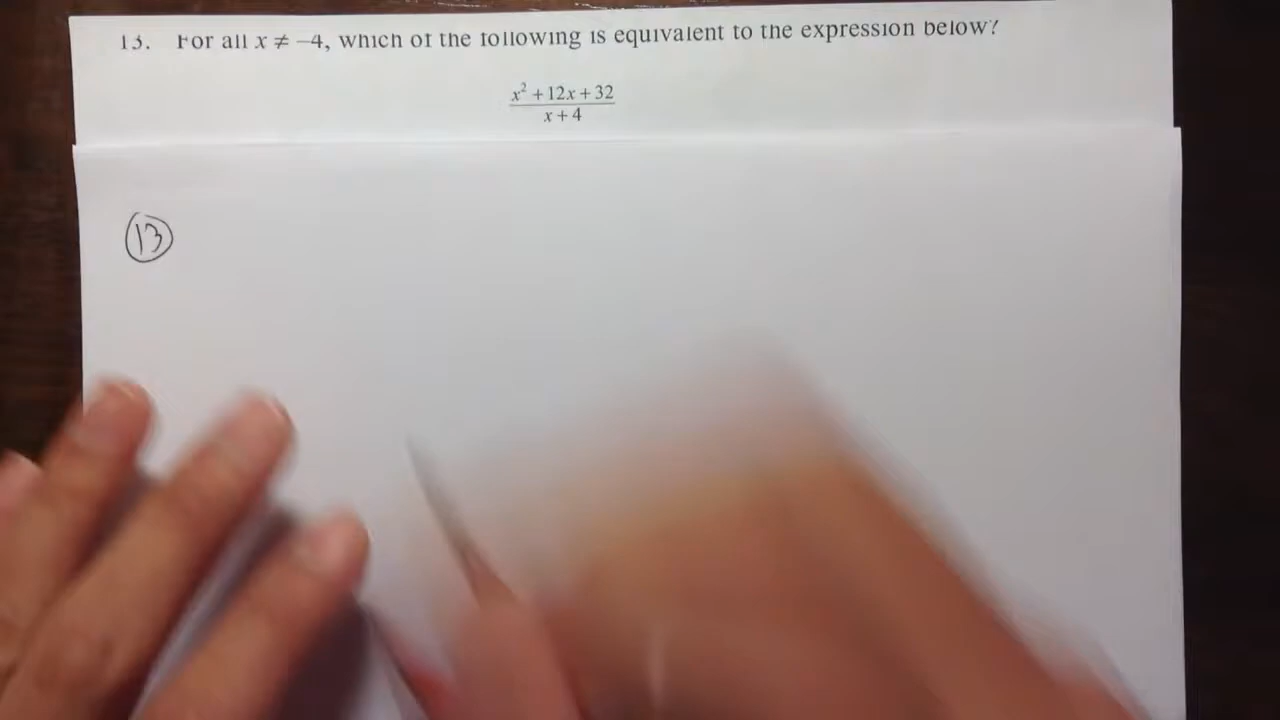 13. For all x ≠ −4, which of the following is equivalent to the expression below?
x² + 12x + 32
x + 4
13